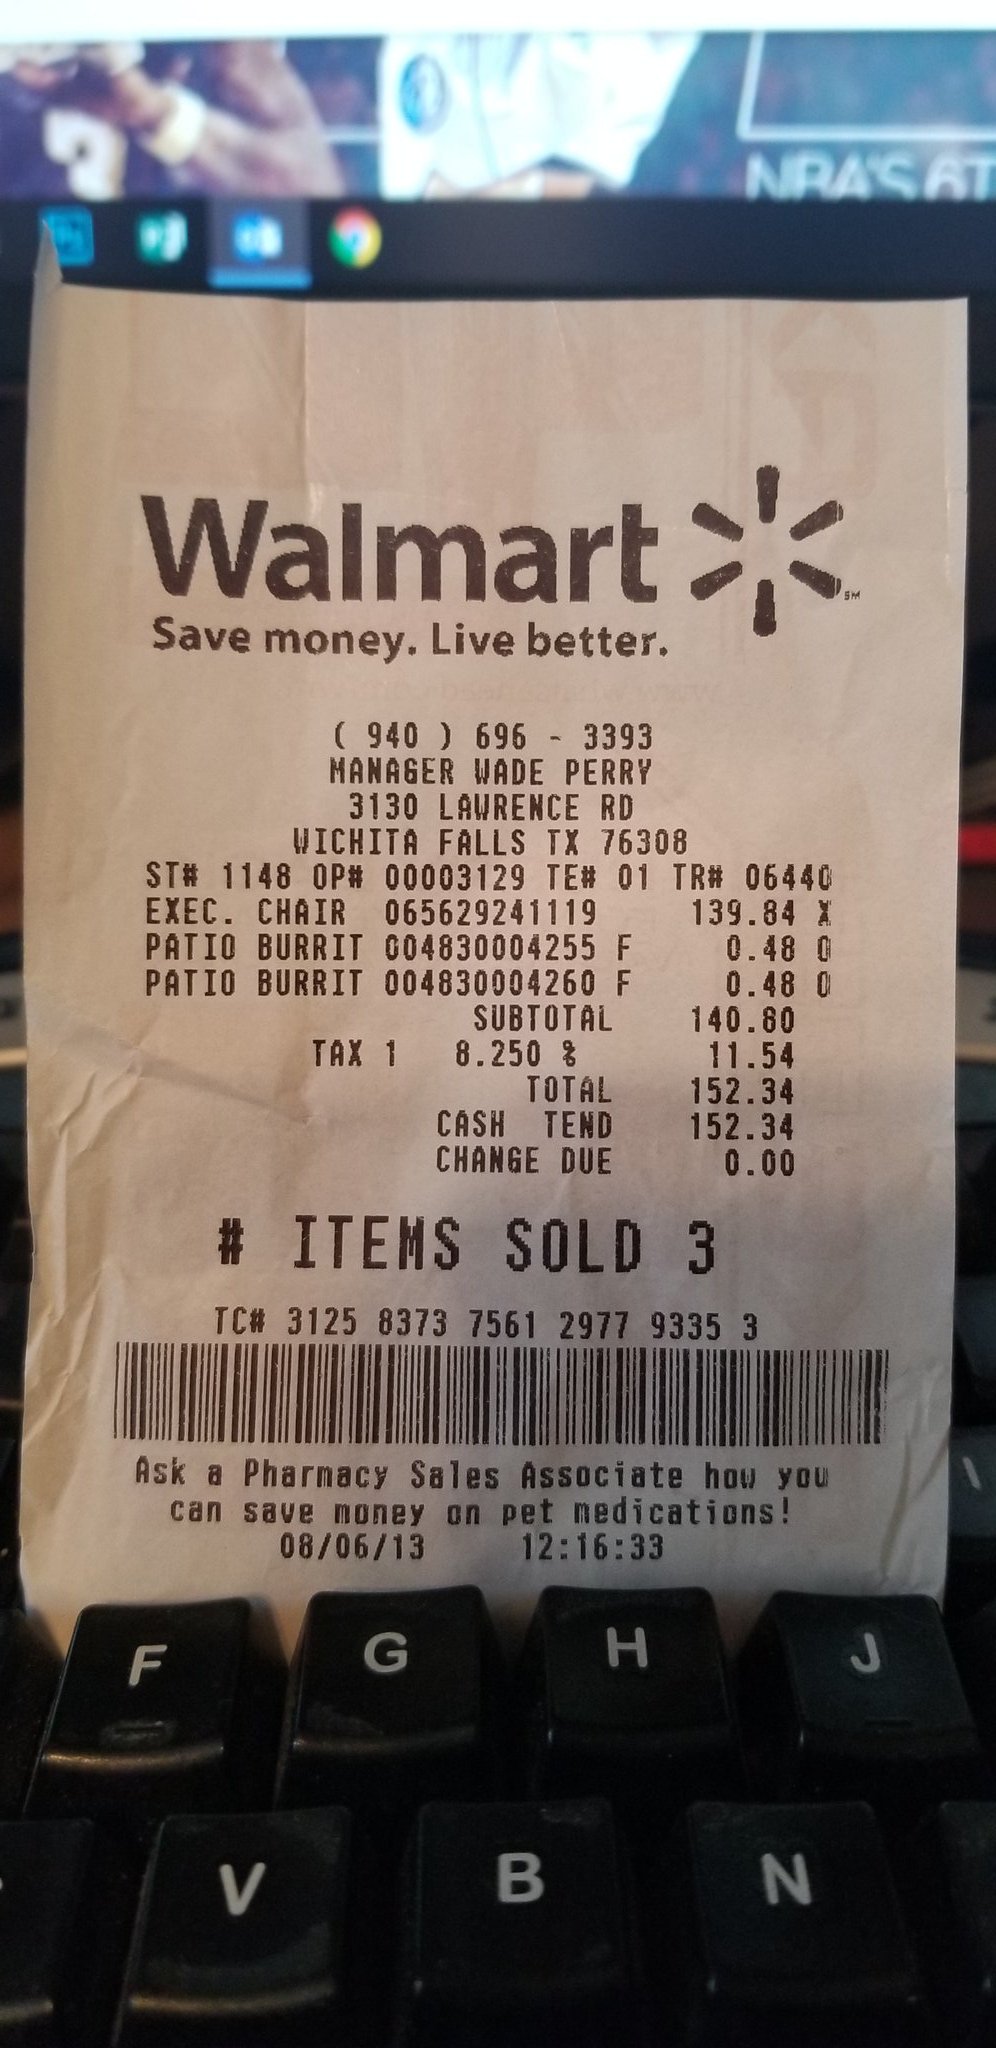 3
NBA'S 6T
Walmart
SM
Save money. Live better.
( 940 ) 696 - 3393
MANAGER WADE PERRY
3130 LAWRENCE RD
WICHITA FALLS TX 76308
ST# 1148 OP# 00003129 TE# 01 TR# 06440
EXEC. CHAIR 065629241119 139.84 X
PATIO BURRIT 004830004255 F 0.48 O
PATIO BURRIT 004830004260 F 0.48 O
SUBTOTAL 140.80
TAX 1 8.250 % 11.54
TOTAL 152.34
CASH TEND 152.34
CHANGE DUE 0.00
# ITEMS SOLD 3
TC# 3125 8373 7561 2977 9335 3
Ask a Pharmacy Sales Associate how you
can save money on pet medications!
08/06/13 12:16:33
F G H J
V B N